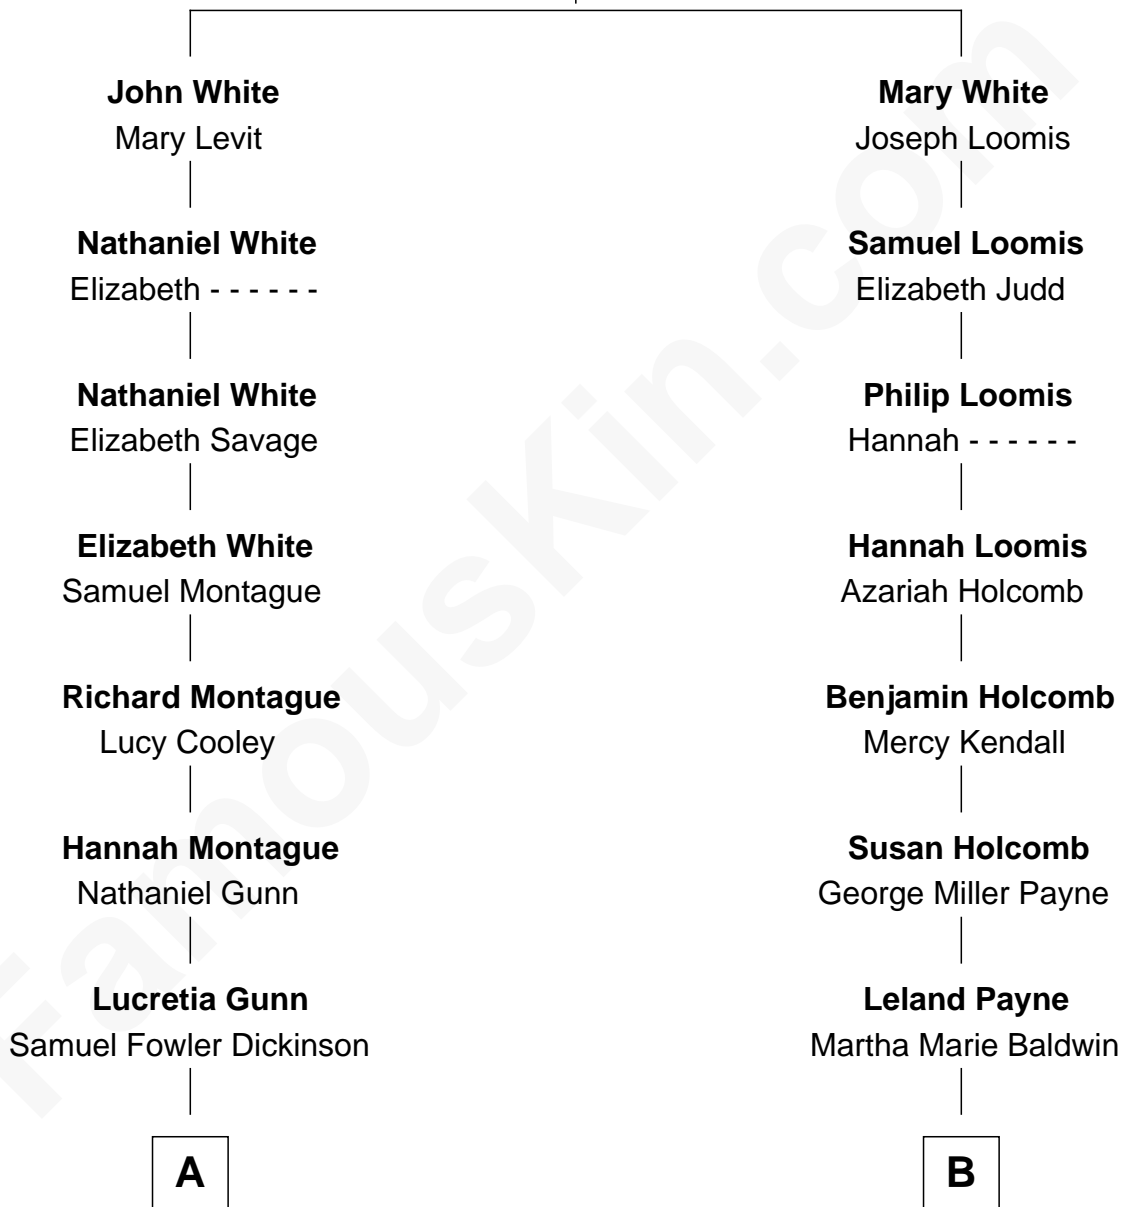 John White
Mary Levit
Mary White
Joseph Loomis
Nathaniel White
Elizabeth - - - - - -
Samuel Loomis
Elizabeth Judd
Nathaniel White
Elizabeth Savage
Philip Loomis
Hannah - - - - - -
Elizabeth White
Samuel Montague
Hannah Loomis
Azariah Holcomb
Richard Montague
Lucy Cooley
Benjamin Holcomb
Mercy Kendall
Hannah Montague
Nathaniel Gunn
Susan Holcomb
George Miller Payne
Lucretia Gunn
Samuel Fowler Dickinson
Leland Payne
Martha Marie Baldwin
A
B
FamousKin.com